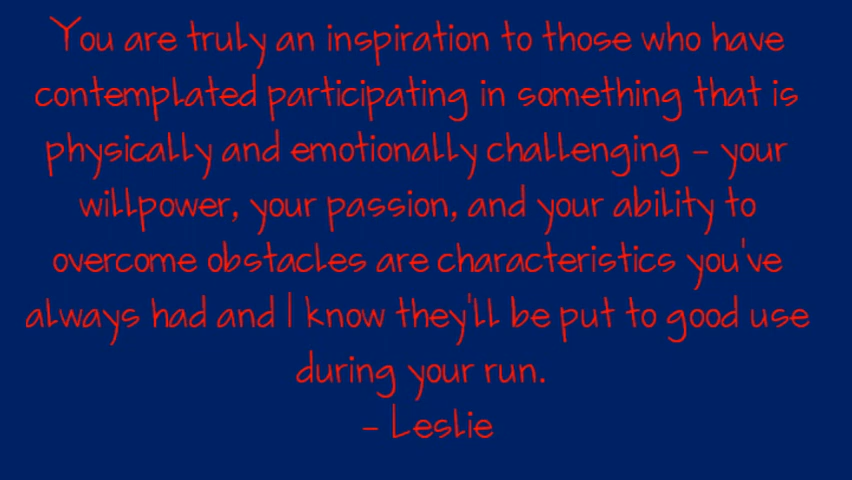 You are truly an inspiration to those who have
contemplated participating in something that is
physically and emotionally challenging - your
willpower, your passion, and your ability to
overcome obstacles are characteristics you've
always had and I know they'll be put to good use
during your run.
- Leslie